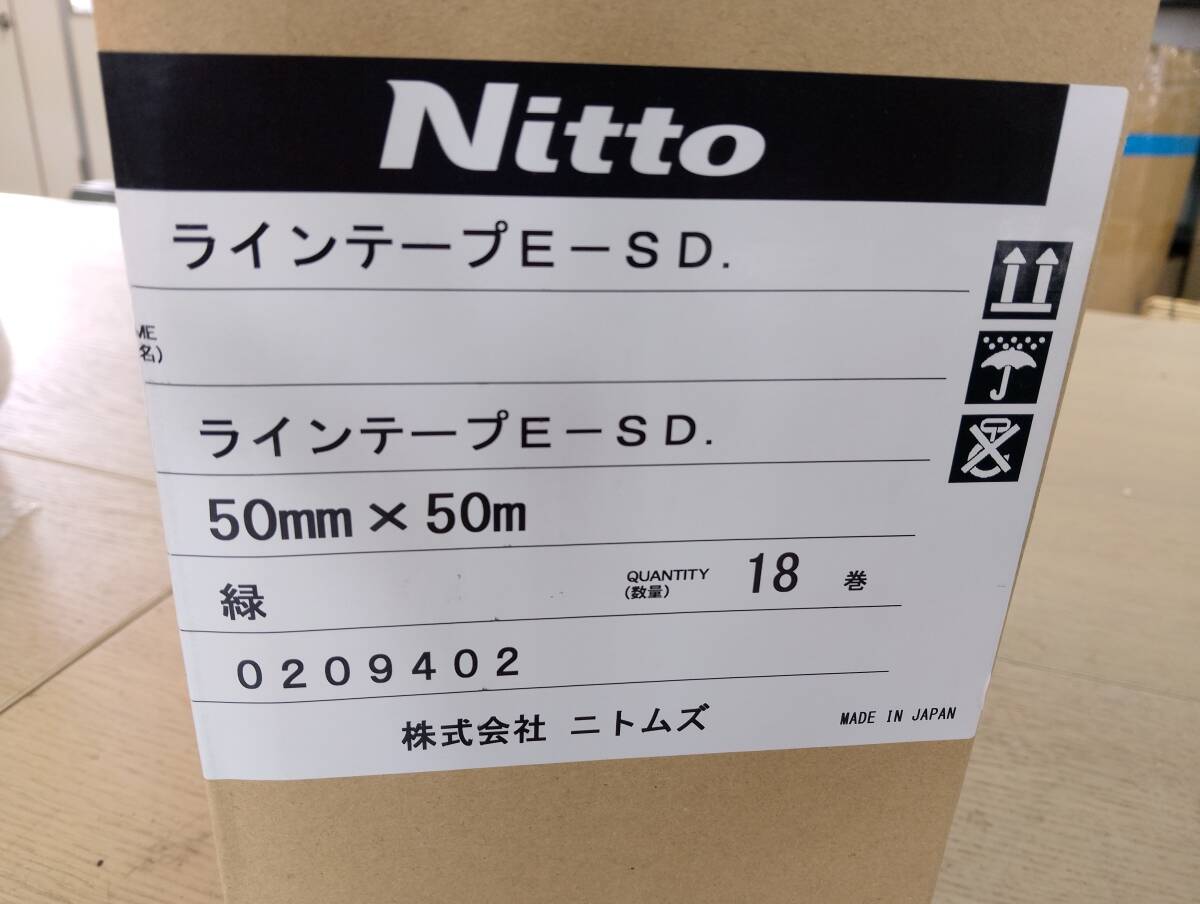 Nitto
ラインテープＥ－ＳＤ．
ME
名)
ラインテープＥ－ＳＤ．
50mm × 50m
緑
QUANTITY
(数量)
18 巻
０２０９４０２
株式会社 ニトムズ
MADE IN JAPAN